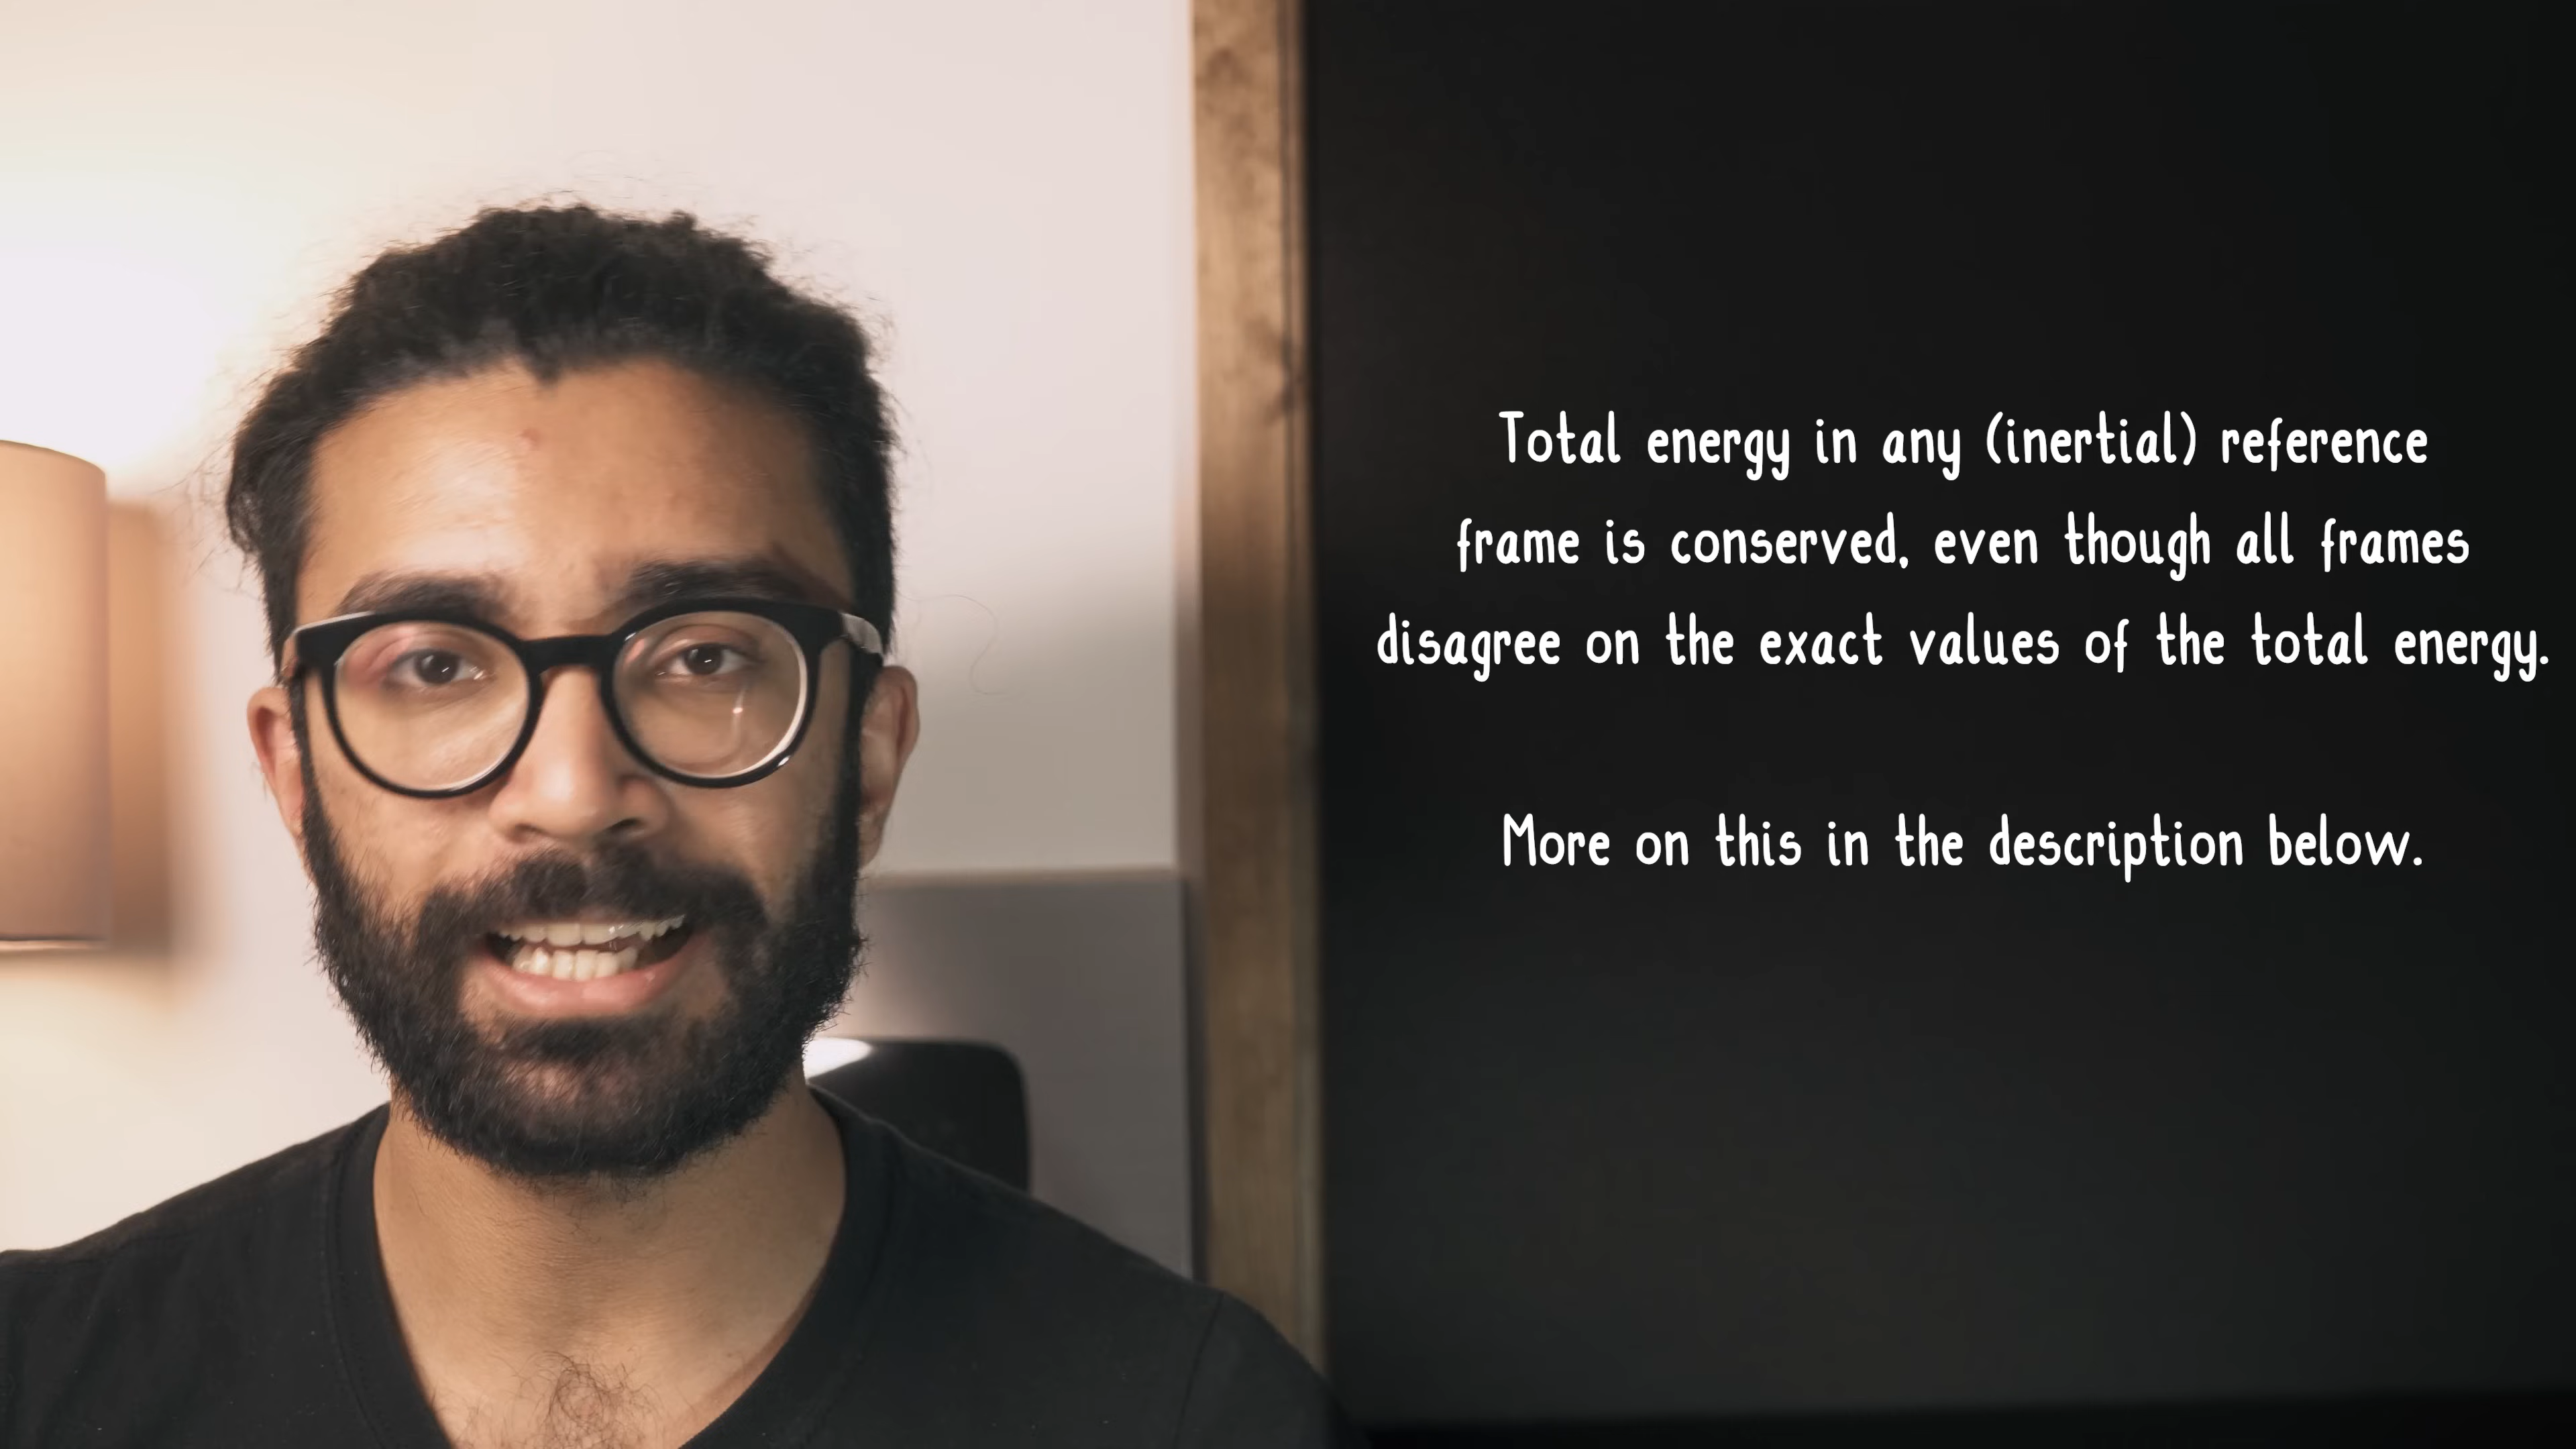 Total energy in any (inertial) reference
frame is conserved, even though all frames
disagree on the exact values of the total energy.
More on this in the description below.